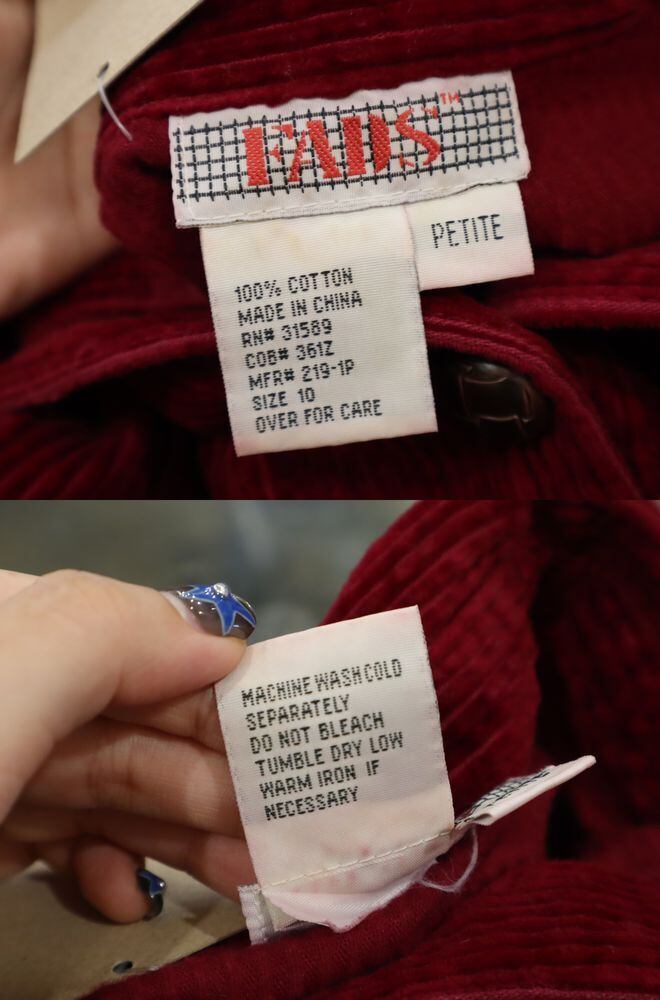 FADS™
PETITE
100% COTTON
MADE IN CHINA
RN# 31589
COB# 361Z
MFR# 219-1P
SIZE 10
OVER FOR CARE
MACHINE WASH COLD
SEPARATELY
DO NOT BLEACH
TUMBLE DRY LOW
WARM IRON IF
NECESSARY